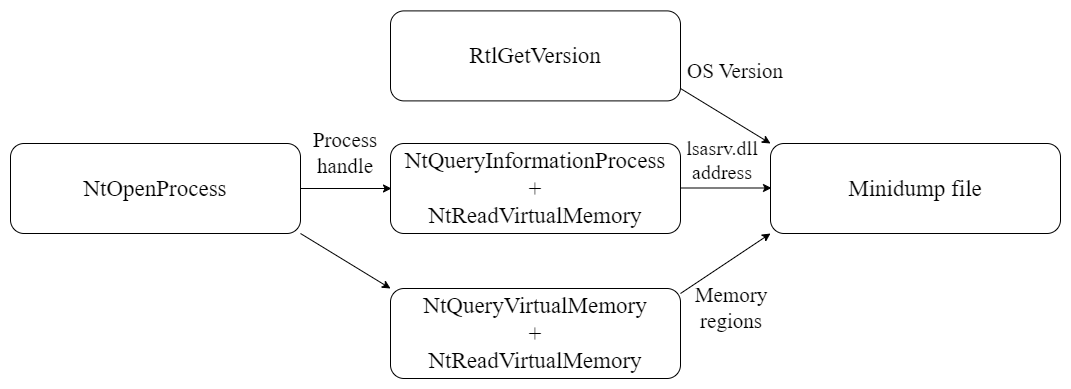 RtlGetVersion
OS Version
Process
handle
lsasrv.dll
address
NtOpenProcess
NtQueryInformationProcess
+
NtReadVirtualMemory
Minidump file
NtQueryVirtualMemory
+
NtReadVirtualMemory
Memory
regions